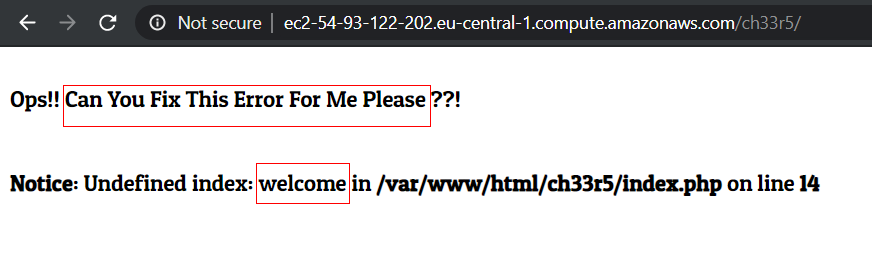 Not secure | ec2-54-93-122-202.eu-central-1.compute.amazonaws.com/ch33r5/
Ops!! Can You Fix This Error For Me Please ??!
Notice: Undefined index: welcome in /var/www/html/ch33r5/index.php on line 14